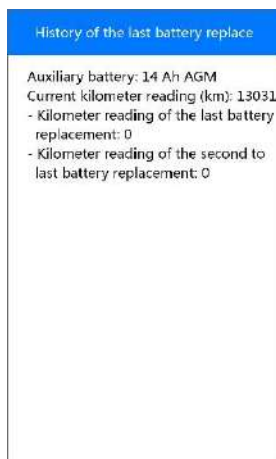 History of the last battery replace
Auxiliary battery: 14 Ah AGM
Current kilometer reading (km): 13031
- Kilometer reading of the last battery
replacement: 0
- Kilometer reading of the second to
last battery replacement: 0